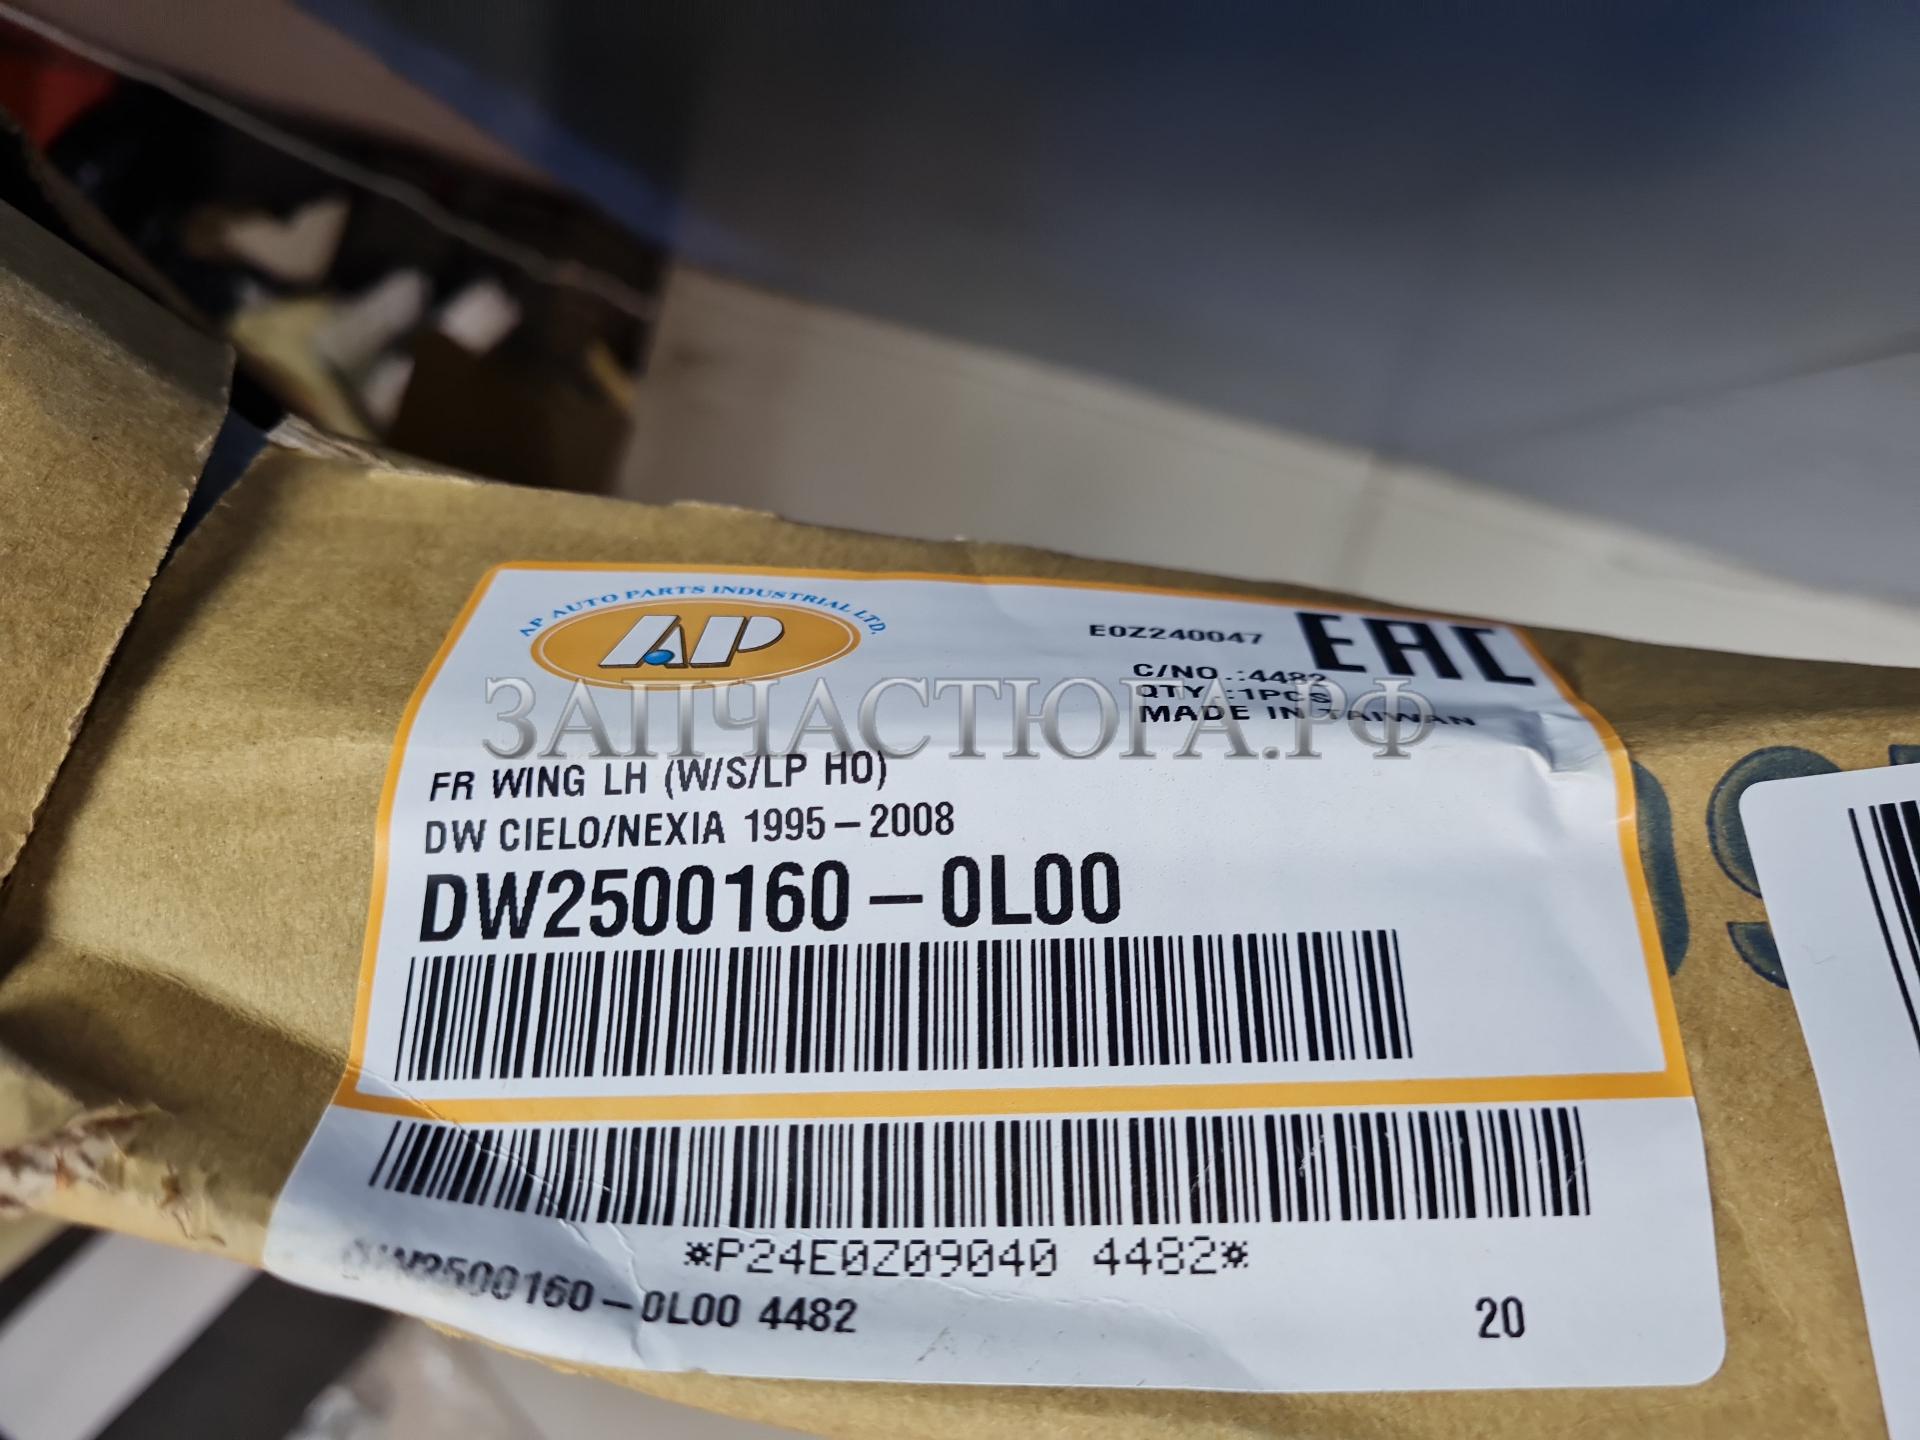 AP AUTO PARTS INDUSTRIAL LTD.
AP
E0Z240047
EAC
C/NO.:4482
QTY.:1PCS
MADE IN TAIWAN
ЗАПЧАСТЮГА.РФ
FR WING LH (W/S/LP HO)
DW CIELO/NEXIA 1995-2008
DW2500160-0L00
*P24E0Z09040 4482*
DW2500160-0L00 4482
20